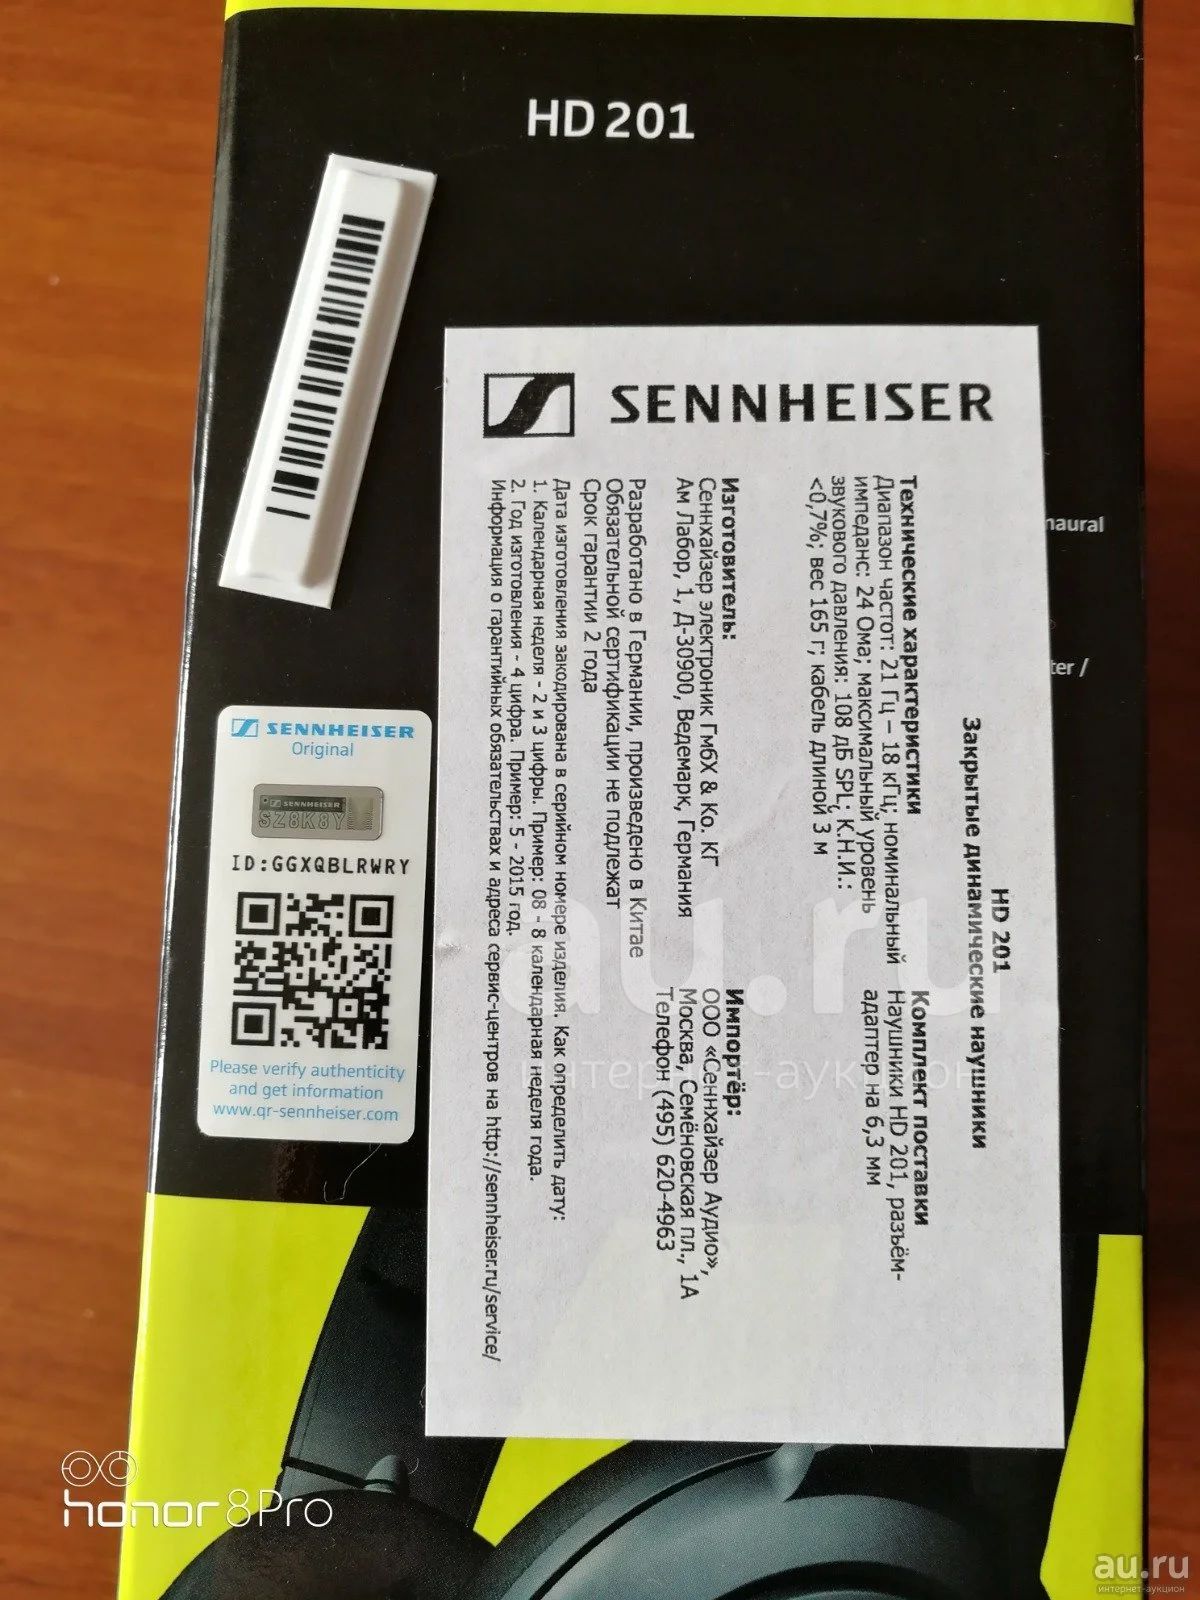 HD 201
SENNHEISER
HD 201
Закрытые динамические наушники
Технические характеристики
Диапазон частот: 21 Гц – 18 кГц; номинальный
импеданс: 24 Ома; максимальный уровень
звукового давления: 108 дБ SPL; К.Н.И.:
<0,7%; вес 165 г; кабель длиной 3 м
Комплект поставки
Наушники HD 201, разъём-
адаптер на 6,3 мм
Изготовитель:
Сеннхайзер электроник ГмбХ & Ко. КГ
Ам Лабор, 1, Д-30900, Ведемарк, Германия
Импортёр:
ООО «Сеннхайзер Аудио»,
Москва, Семёновская пл., 1А
Телефон (495) 620-4963
Разработано в Германии, произведено в Китае
Обязательной сертификации не подлежат
Срок гарантии 2 года
Дата изготовления закодирована в серийном номере изделия. Как определить дату:
1. Календарная неделя - 2 и 3 цифры. Пример: 08 - 8 календарная неделя года.
2. Год изготовления - 4 цифра. Пример: 5 - 2015 год.
Информация о гарантийных обязательствах и адреса сервис-центров на http://sennheiser.ru/service/
naural
ter /
SENNHEISER
Original
SENNHEISER
SZ8K8Y
ID:GGXQBLRWRY
Please verify authenticity
and get information
www.qr-sennheiser.com
au.ru
интернет-аукцион
honor 8 Pro
au.ru
интернет-аукцион